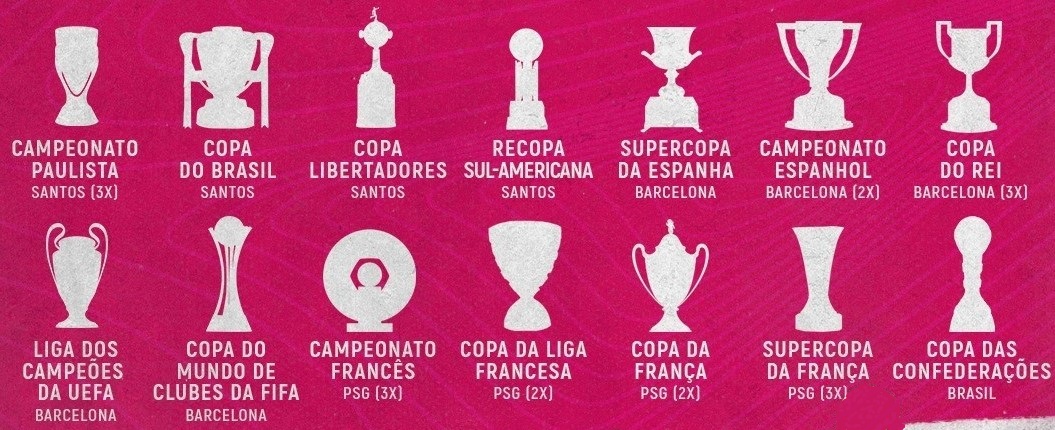 CAMPEONATO
PAULISTA
SANTOS (3X)
COPA
DO BRASIL
SANTOS
COPA
LIBERTADORES
SANTOS
RECOPA
SUL-AMERICANA
SANTOS
SUPERCOPA
DA ESPANHA
BARCELONA
CAMPEONATO
ESPANHOL
BARCELONA (2X)
COPA
DO REI
BARCELONA (3X)
LIGA DOS
CAMPEÕES
DA UEFA
BARCELONA
COPA DO
MUNDO DE
CLUBES DA FIFA
BARCELONA
CAMPEONATO
FRANCÊS
PSG (3X)
COPA DA LIGA
FRANCESA
PSG (2X)
COPA DA
FRANÇA
PSG (2X)
SUPERCOPA
DA FRANÇA
PSG (3X)
COPA DAS
CONFEDERAÇÕES
BRASIL